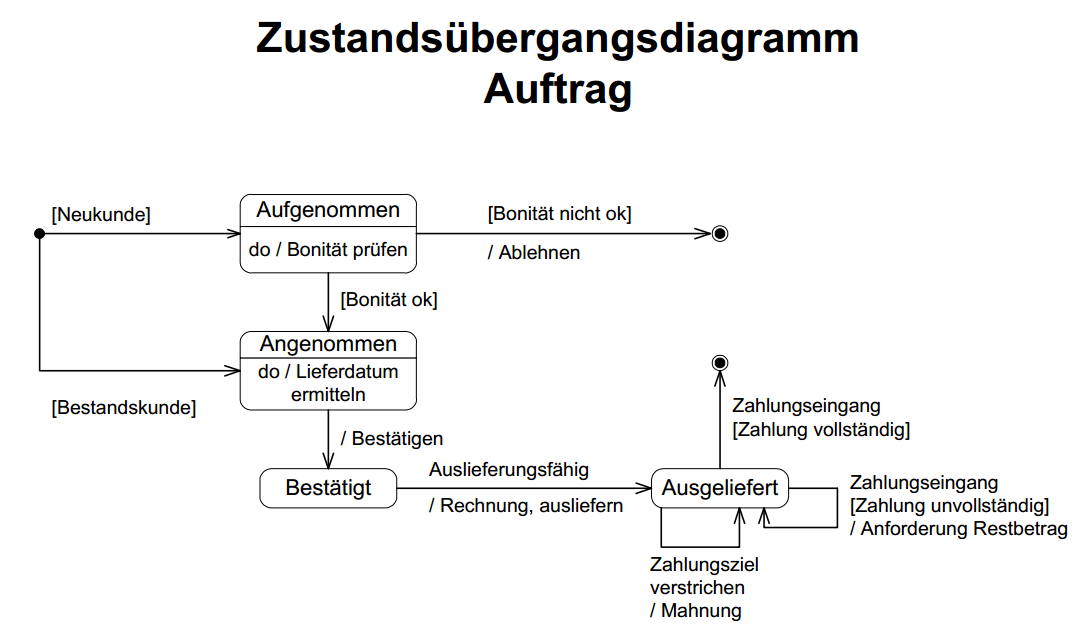 Zustandsübergangsdiagramm
Auftrag
[Neukunde]
Aufgenommen
do / Bonität prüfen
[Bonität nicht ok]
/ Ablehnen
[Bonität ok]
Angenommen
do / Lieferdatum
ermitteln
[Bestandskunde]
/ Bestätigen
Bestätigt
Auslieferungsfähig
/ Rechnung, ausliefern
Ausgeliefert
Zahlungseingang
[Zahlung vollständig]
Zahlungseingang
[Zahlung unvollständig]
/ Anforderung Restbetrag
Zahlungsziel
verstrichen
/ Mahnung